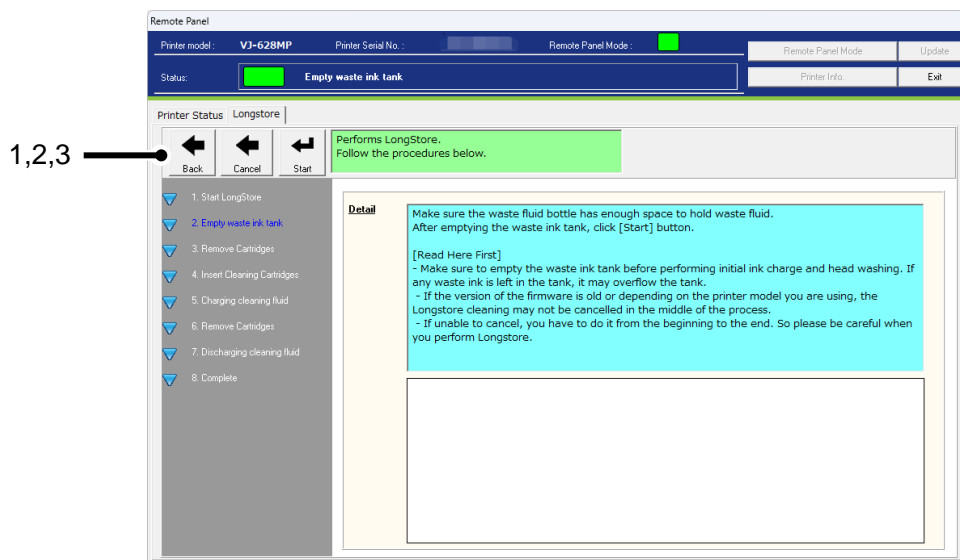 Remote Panel
Printer model : VJ-628MP Printer Serial No. : Remote Panel Mode :
Remote Panel Mode Update
Status: Empty waste ink tank
Printer Info. Exit
Printer Status Longstore
1,2,3
Back Cancel Start
Performs LongStore.
Follow the procedures below.
1. Start LongStore
2. Empty waste ink tank
3. Remove Cartridges
4. Insert Cleaning Cartridges
5. Charging cleaning fluid
6. Remove Cartridges
7. Discharging cleaning fluid
8. Complete
Detail
Make sure the waste fluid bottle has enough space to hold waste fluid.
After emptying the waste ink tank, click [Start] button.
[Read Here First]
- Make sure to empty the waste ink tank before performing initial ink charge and head washing. If
any waste ink is left in the tank, it may overflow the tank.
- If the version of the firmware is old or depending on the printer model you are using, the
Longstore cleaning may not be cancelled in the middle of the process.
- If unable to cancel, you have to do it from the beginning to the end. So please be careful when
you perform Longstore.